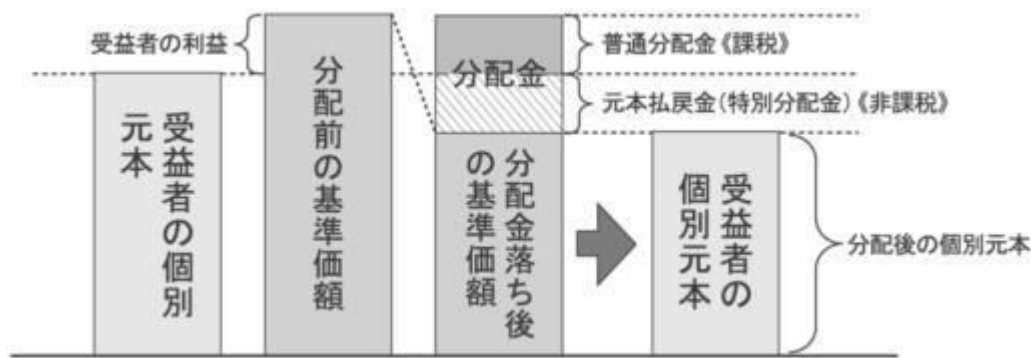 受益者の利益
受益者の個別
元本
分配前の基準価額
分配金
分配金落ち後
の基準価額
普通分配金《課税》
元本払戻金(特別分配金)《非課税》
受益者の
個別元本
分配後の個別元本